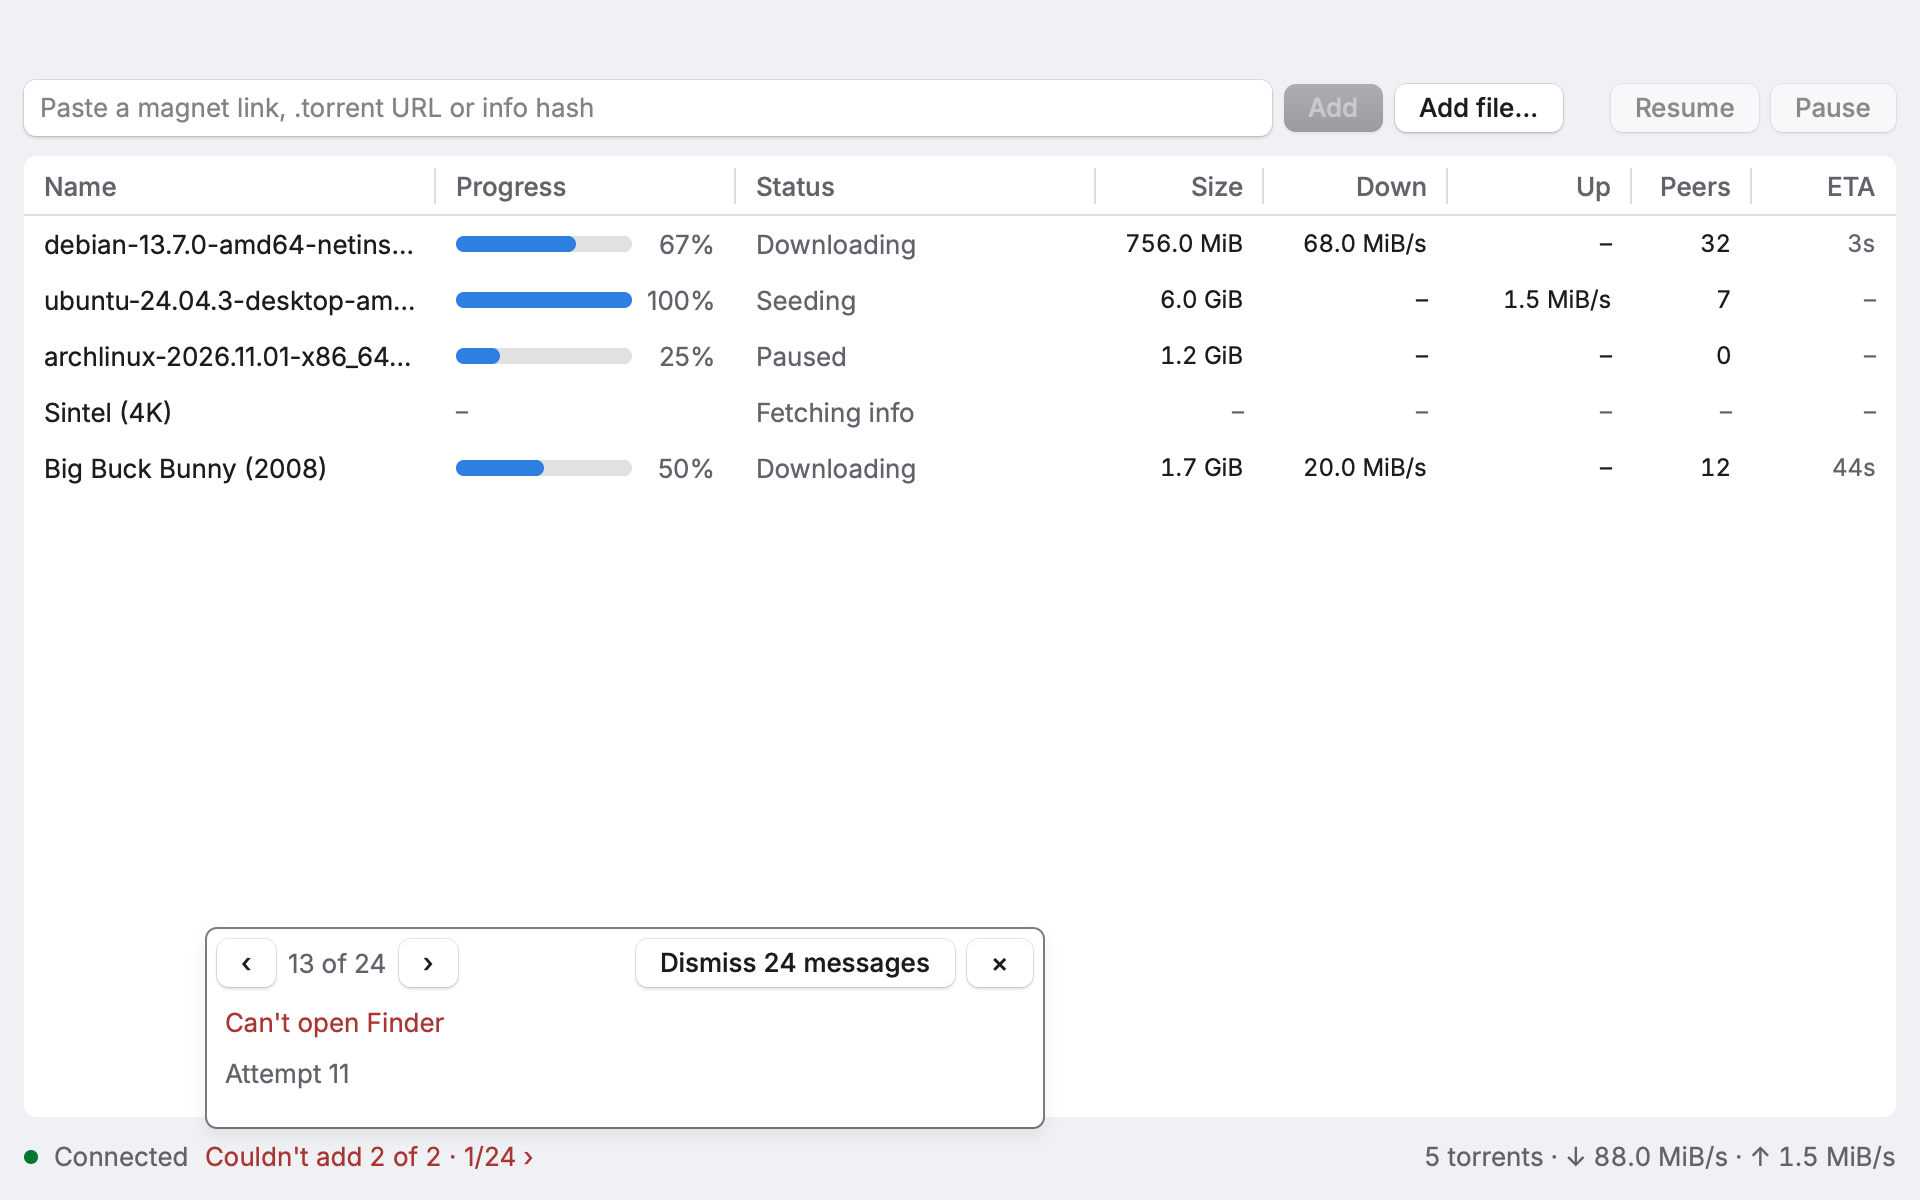 Paste a magnet link, .torrent URL or info hash Add Add file... Resume Pause
Name Progress Status Size Down Up Peers ETA
debian-13.7.0-amd64-netins... 67% Downloading 756.0 MiB 68.0 MiB/s – 32 3s
ubuntu-24.04.3-desktop-am... 100% Seeding 6.0 GiB – 1.5 MiB/s 7 –
archlinux-2026.11.01-x86_64... 25% Paused 1.2 GiB – – 0 –
Sintel (4K) – Fetching info – – – – –
Big Buck Bunny (2008) 50% Downloading 1.7 GiB 20.0 MiB/s – 12 44s
‹ 13 of 24 › Dismiss 24 messages ×
Can't open Finder
Attempt 11
Connected Couldn't add 2 of 2 · 1/24 › 5 torrents · ↓ 88.0 MiB/s · ↑ 1.5 MiB/s